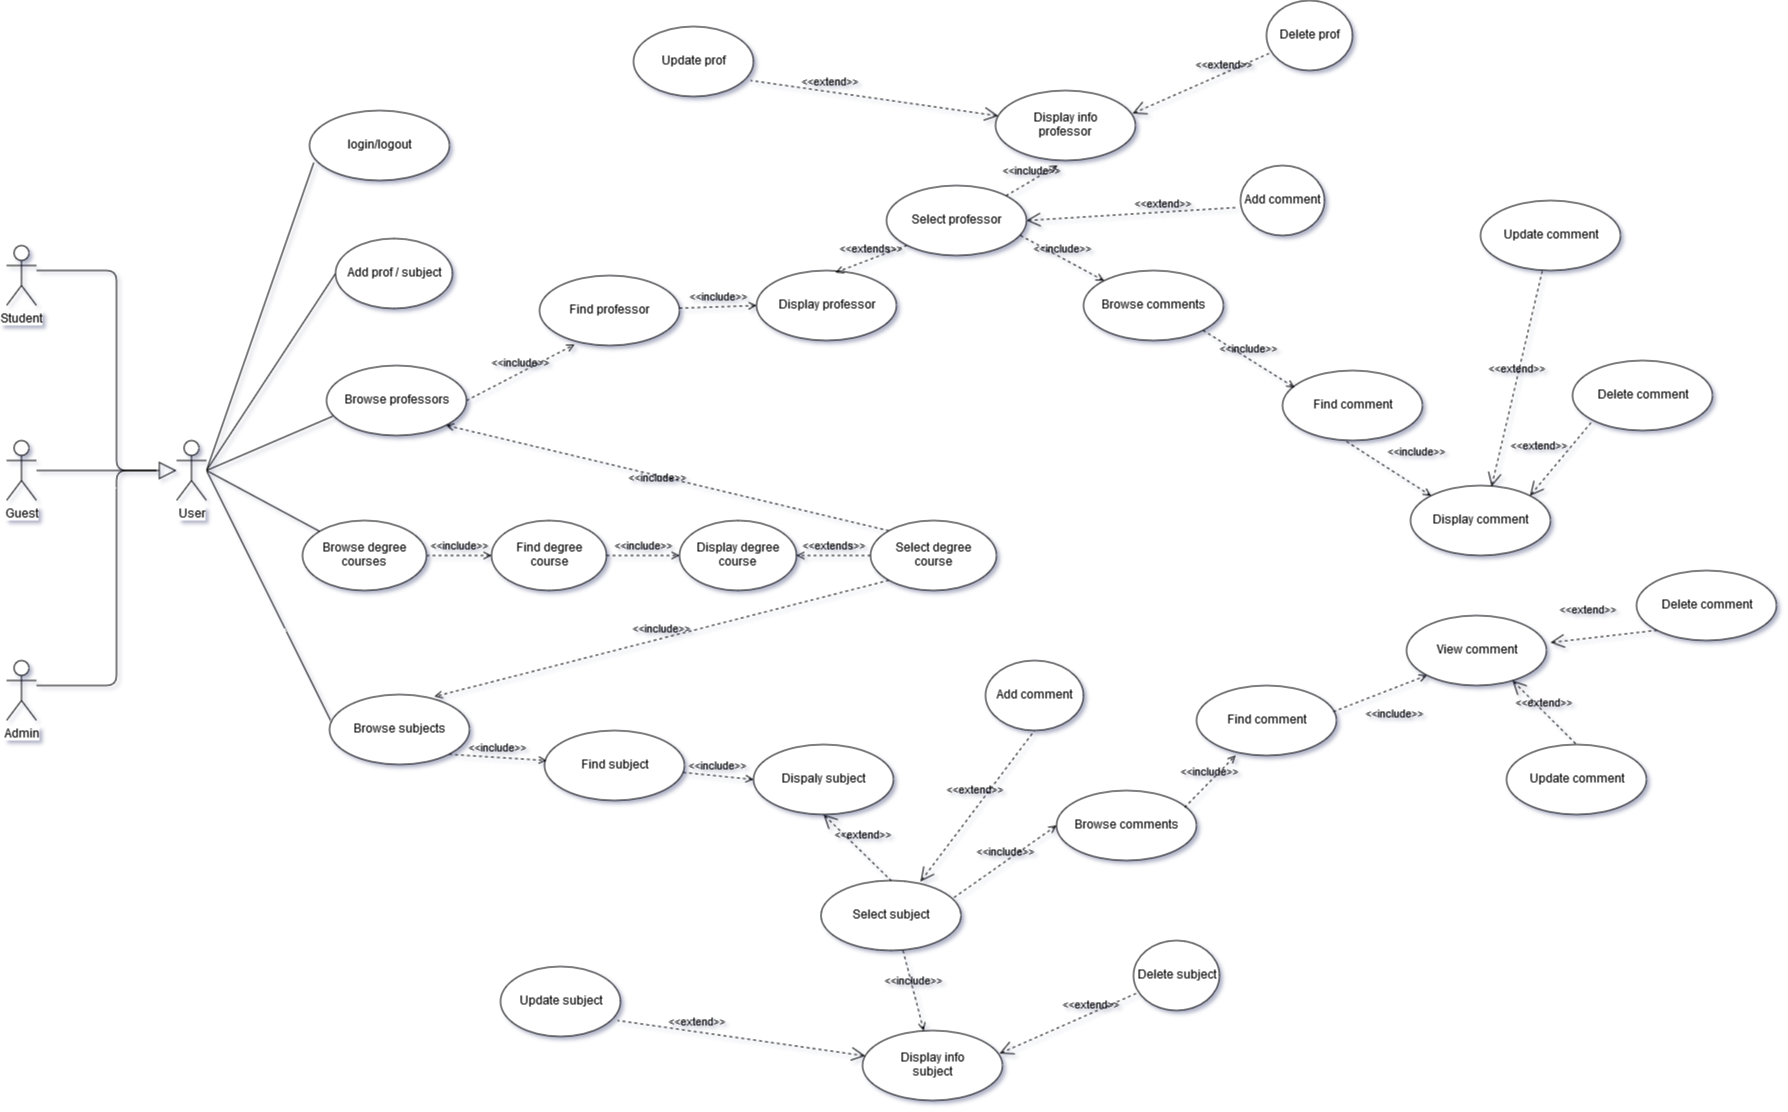 Update prof
Delete prof
<<extend>>
<<extend>>
Display info
professor
login/logout
<<include>>
Select professor
<<extend>>
Add comment
Update comment
Add prof / subject
<<extends>>
<<include>>
Student
Find professor
<<include>>
Display professor
Browse comments
<<include>>
<<include>>
<<extend>>
Browse professors
Find comment
Delete comment
<<include>>
<<extend>>
<<include>>
Guest
User
Display comment
Browse degree
courses
<<include>>
Find degree
course
<<include>>
Display degree
course
<<extends>>
Select degree
course
<<include>>
<<extend>>
Delete comment
View comment
Admin
Browse subjects
Add comment
Find comment
<<include>>
<<extend>>
<<include>>
Find subject
<<include>>
Dispaly subject
<<include>>
Update comment
<<extend>>
<<extend>>
Browse comments
<<include>>
Select subject
<<include>>
Delete subject
Update subject
<<extend>>
<<extend>>
Display info
subject